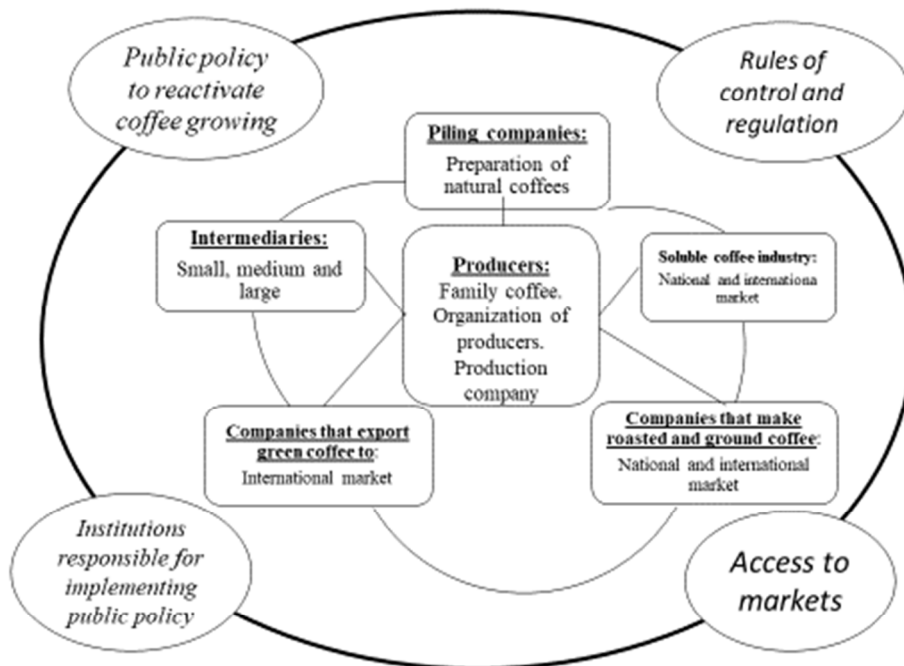 Public policy
to reactivate
coffee growing
Rules of
control and
regulation
Piling companies:
Preparation of
natural coffees
Intermediaries:
Small, medium and
large
Producers:
Family coffee.
Organization of
producers.
Production
company
Soluble coffee industry:
National and internationa
market
Companies that export
green coffee to:
International market
Companies that make
roasted and ground coffee:
National and international
market
Institutions
responsible for
implementing
public policy
Access to
markets